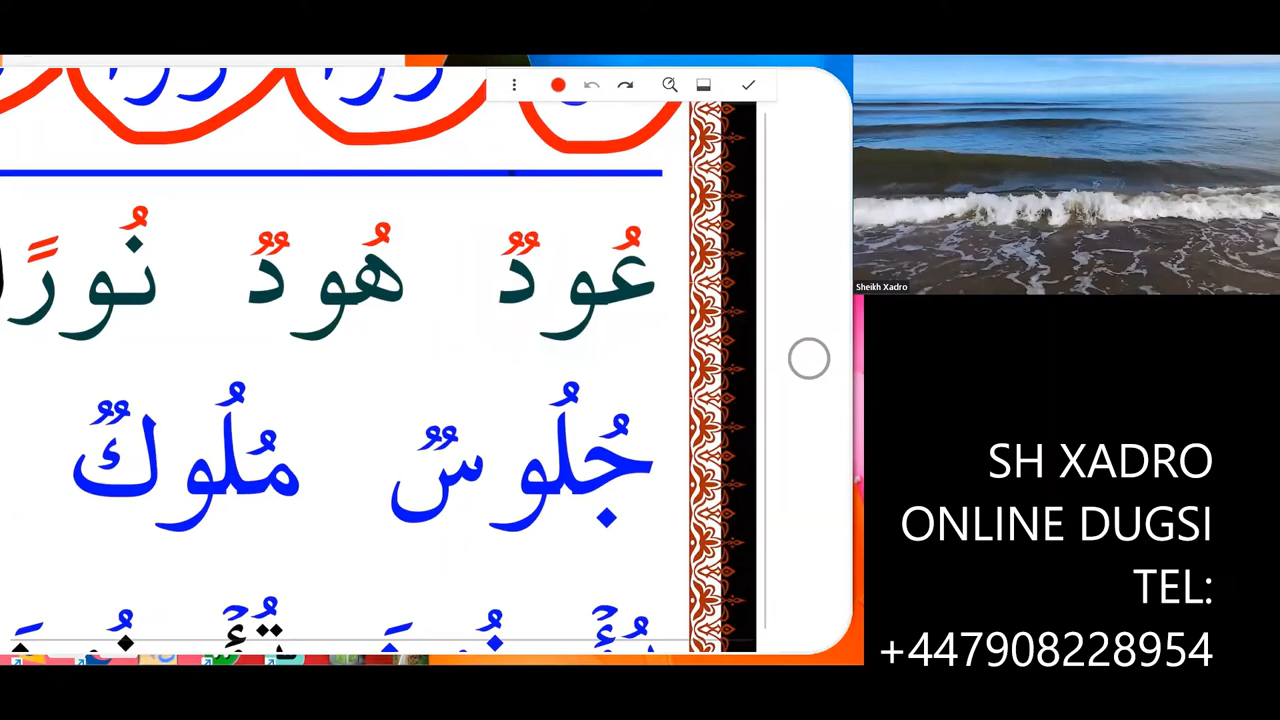 عُودٌ هُودٌ نُورًا
جُلُوسٌ مُلُوكٌ
Sheikh Xadro
SH XADRO
ONLINE DUGSI
TEL:
+447908228954